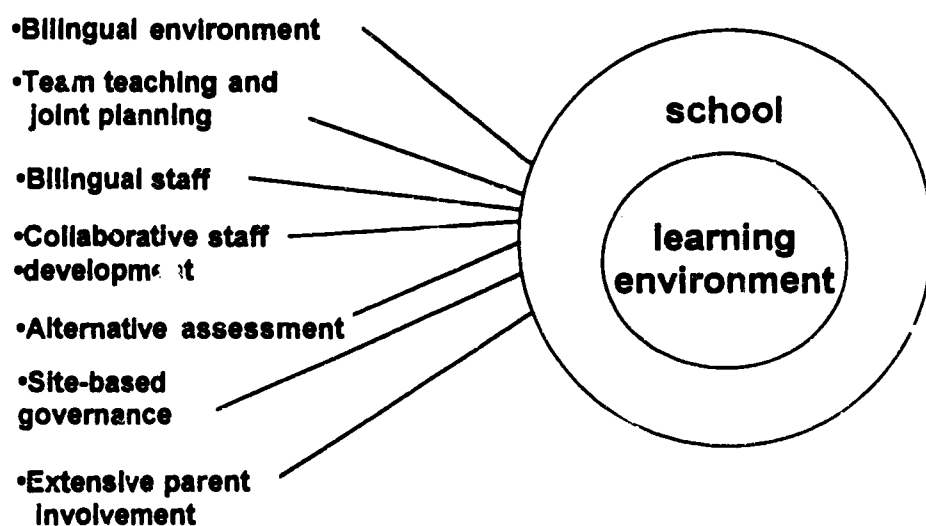 •Bilingual environment
•Team teaching and
joint planning
•Bilingual staff
•Collaborative staff
•development
•Alternative assessment
•Site-based
governance
•Extensive parent
involvement
school
learning
environment